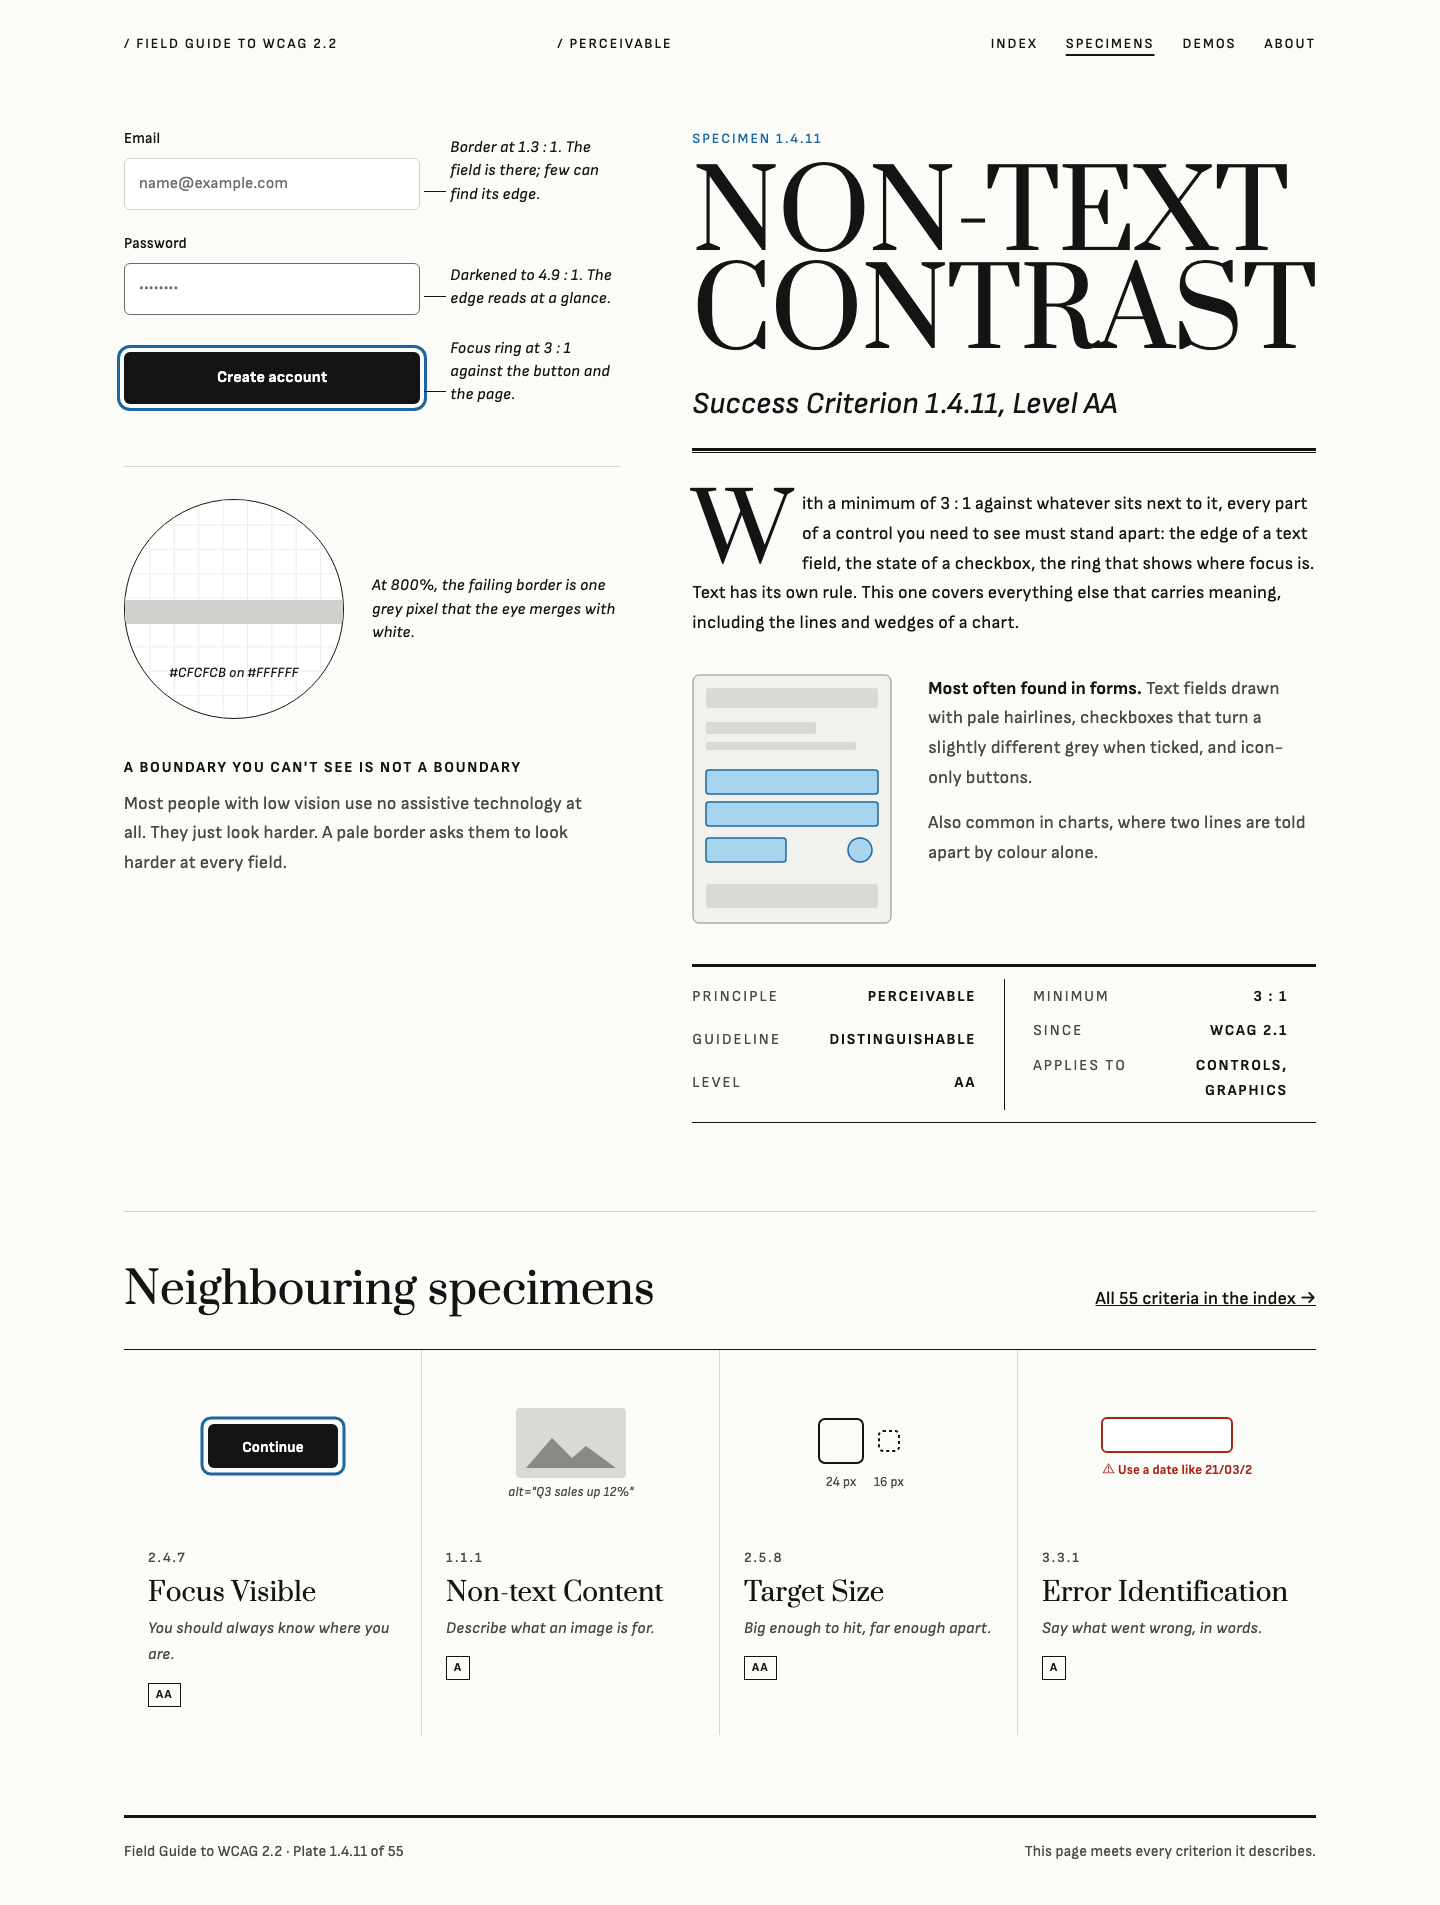 / FIELD GUIDE TO WCAG 2.2
/ PERCEIVABLE
INDEX
SPECIMENS
DEMOS
ABOUT
Email
name@example.com
Border at 1.3 : 1. The
field is there; few can
find its edge.
Password
••••••••
Darkened to 4.9 : 1. The
edge reads at a glance.
Create account
Focus ring at 3 : 1
against the button and
the page.
#CFCFCB on #FFFFFF
At 800%, the failing border is one
grey pixel that the eye merges with
white.
A BOUNDARY YOU CAN'T SEE IS NOT A BOUNDARY
Most people with low vision use no assistive technology at
all. They just look harder. A pale border asks them to look
harder at every field.
SPECIMEN 1.4.11
NON-TEXT
CONTRAST
Success Criterion 1.4.11, Level AA
With a minimum of 3 : 1 against whatever sits next to it, every part
of a control you need to see must stand apart: the edge of a text
field, the state of a checkbox, the ring that shows where focus is.
Text has its own rule. This one covers everything else that carries meaning,
including the lines and wedges of a chart.
Most often found in forms. Text fields drawn
with pale hairlines, checkboxes that turn a
slightly different grey when ticked, and icon-
only buttons.
Also common in charts, where two lines are told
apart by colour alone.
PRINCIPLE PERCEIVABLE
GUIDELINE DISTINGUISHABLE
LEVEL AA
MINIMUM 3 : 1
SINCE WCAG 2.1
APPLIES TO CONTROLS,
GRAPHICS
Neighbouring specimens
All 55 criteria in the index →
Continue
2.4.7
Focus Visible
You should always know where you
are.
AA
alt="Q3 sales up 12%"
1.1.1
Non-text Content
Describe what an image is for.
A
24 px
16 px
2.5.8
Target Size
Big enough to hit, far enough apart.
AA
⚠ Use a date like 21/03/2
3.3.1
Error Identification
Say what went wrong, in words.
A
Field Guide to WCAG 2.2 · Plate 1.4.11 of 55
This page meets every criterion it describes.